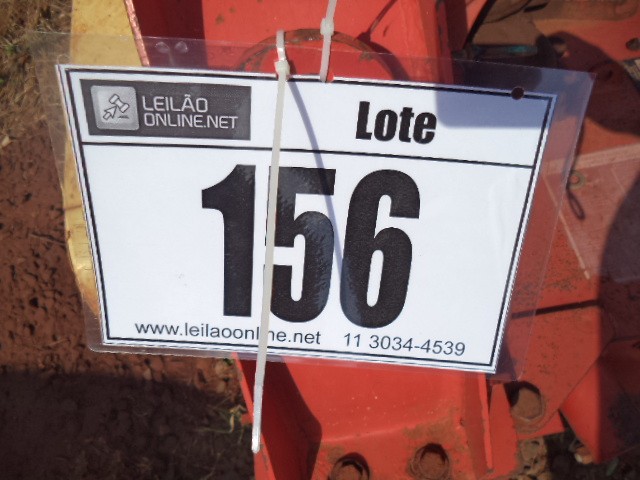 LEILÃO
ONLINE.NET
Lote
156
www.leilaoonline.net 11 3034-4539